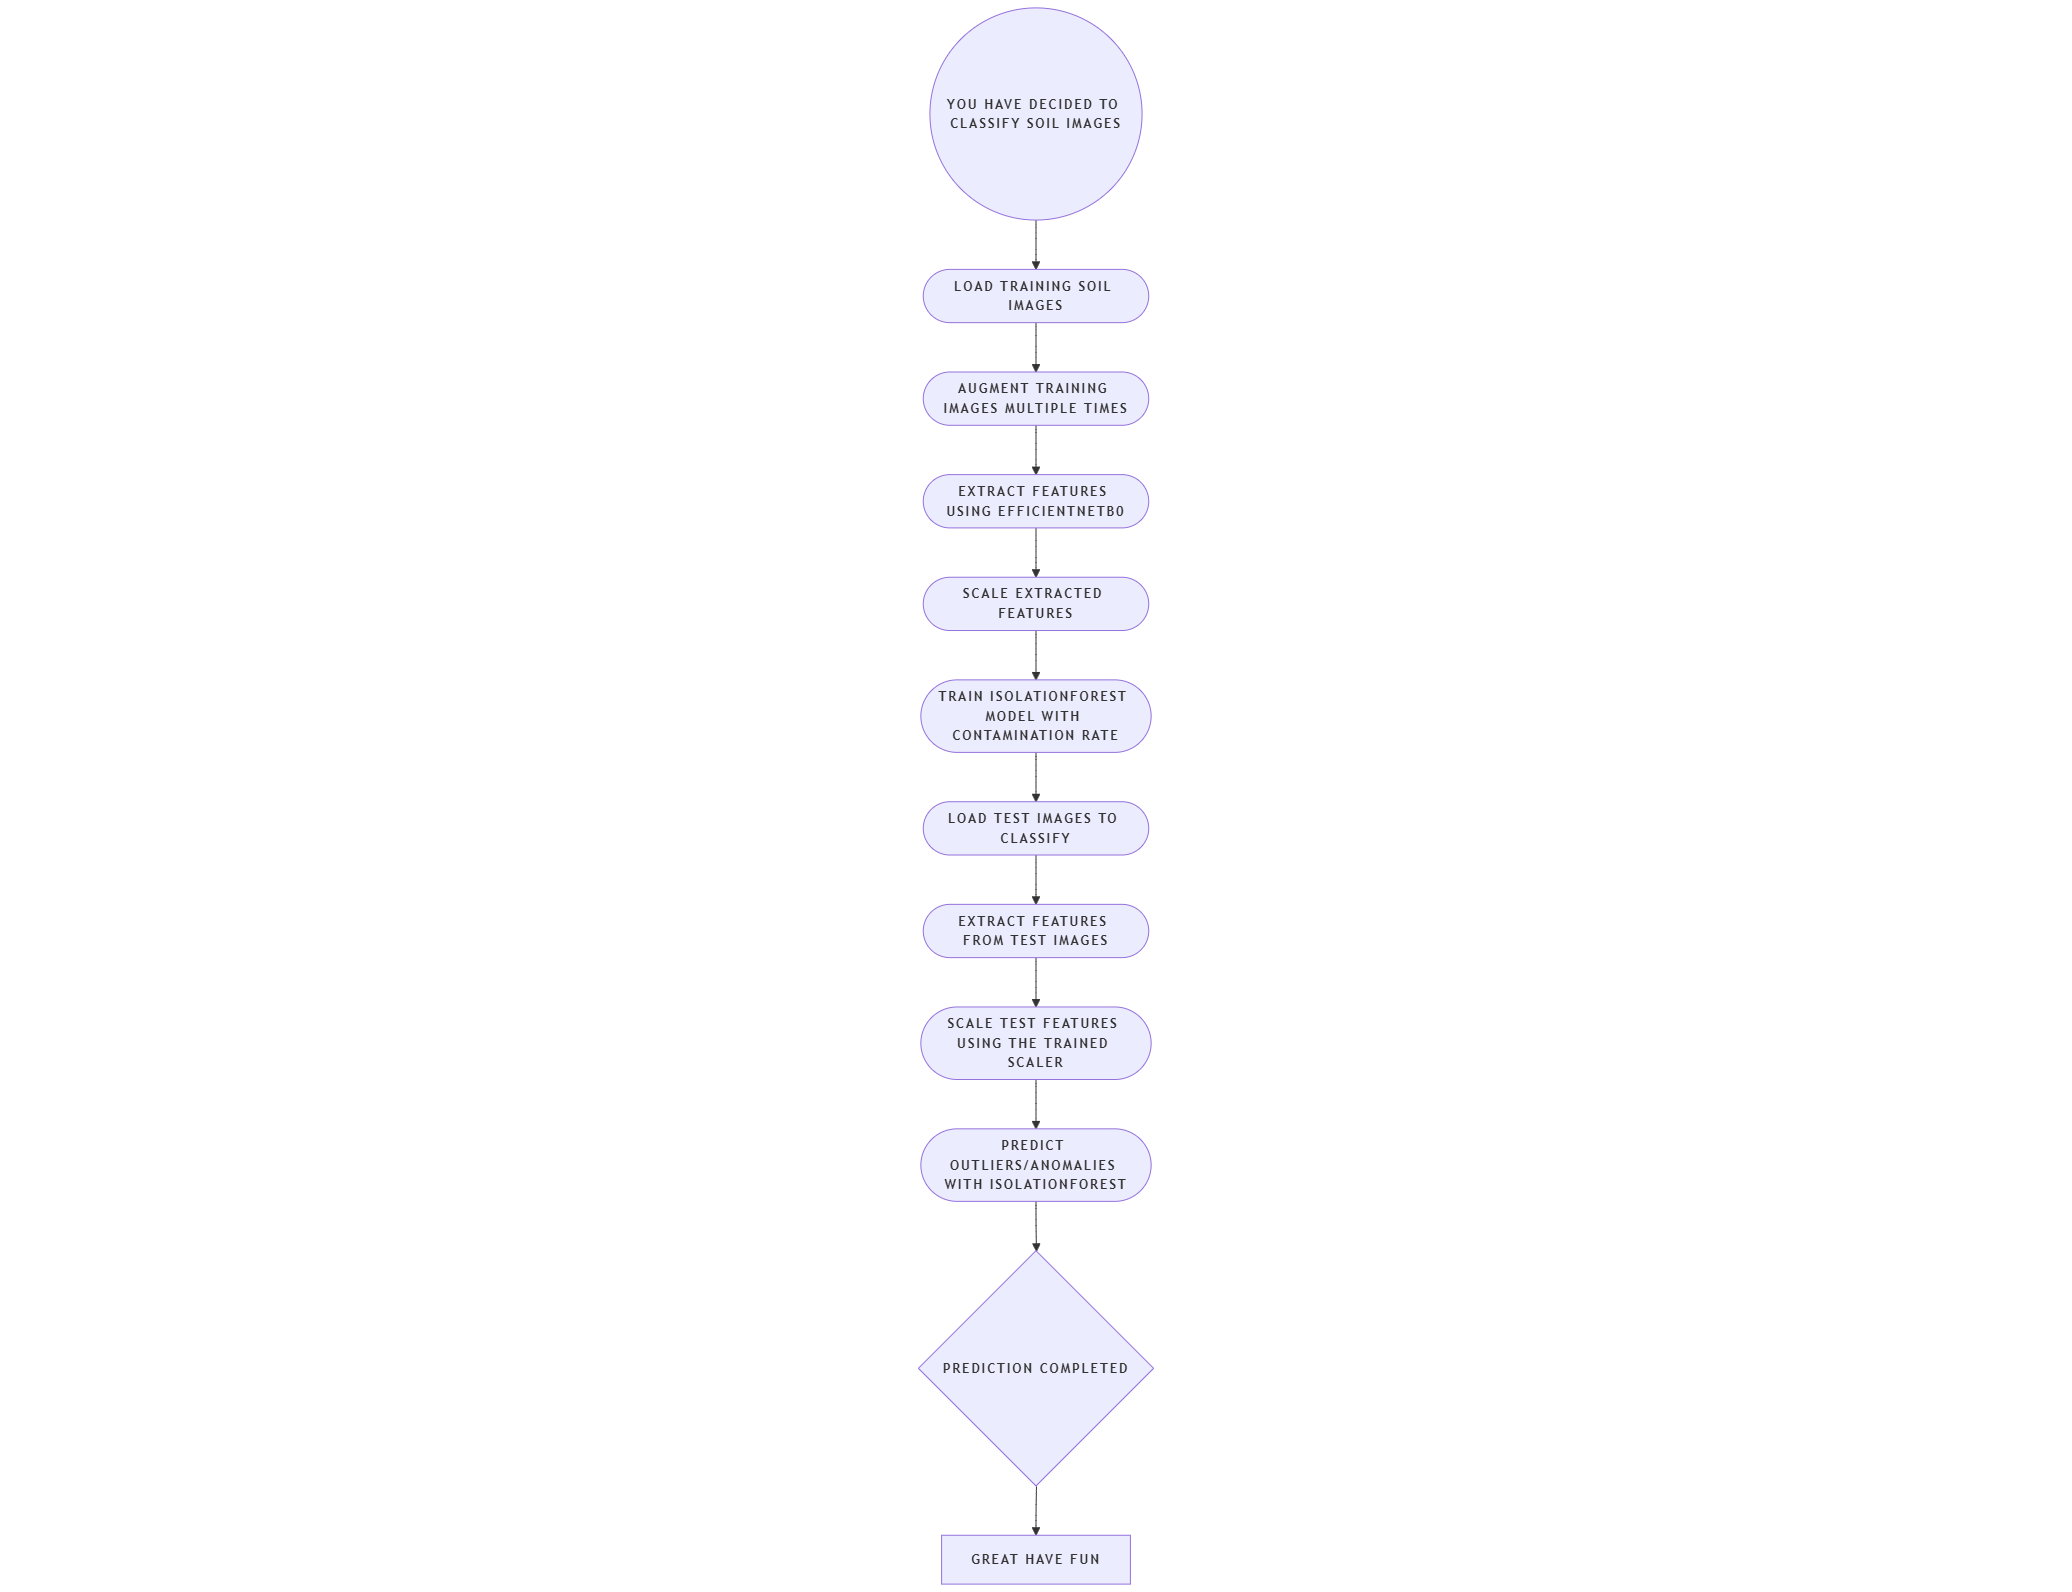 YOU HAVE DECIDED TO
CLASSIFY SOIL IMAGES
LOAD TRAINING SOIL
IMAGES
AUGMENT TRAINING
IMAGES MULTIPLE TIMES
EXTRACT FEATURES
USING EFFICIENTNETB0
SCALE EXTRACTED
FEATURES
TRAIN ISOLATIONFOREST
MODEL WITH
CONTAMINATION RATE
LOAD TEST IMAGES TO
CLASSIFY
EXTRACT FEATURES
FROM TEST IMAGES
SCALE TEST FEATURES
USING THE TRAINED
SCALER
PREDICT
OUTLIERS/ANOMALIES
WITH ISOLATIONFOREST
PREDICTION COMPLETED
GREAT HAVE FUN